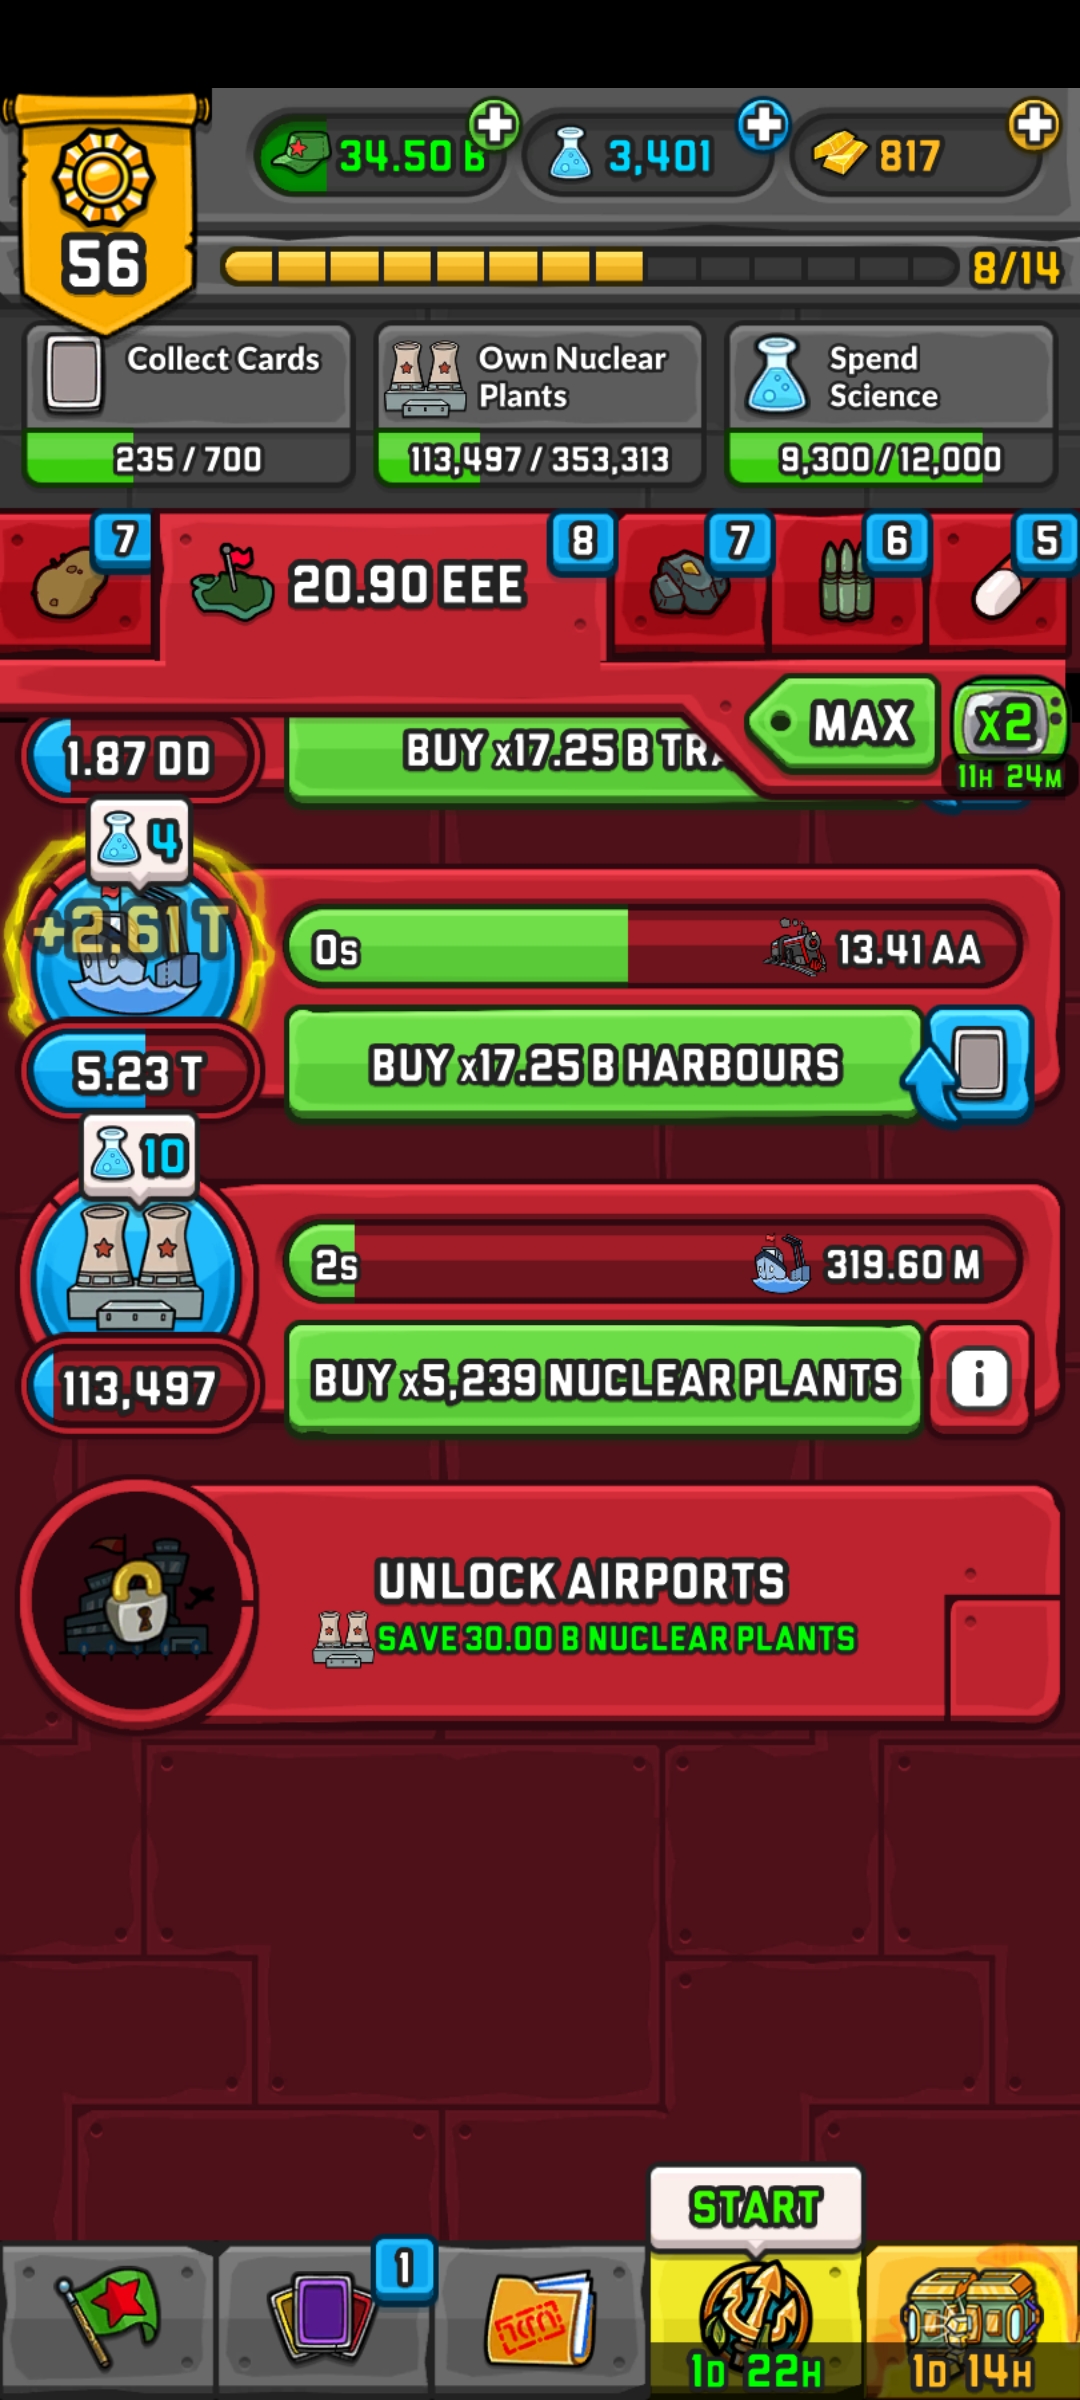 34.50 B
3,401
817
56
8/14
Collect Cards
235 / 700
Own Nuclear
Plants
113,497 / 353,313
Spend
Science
9,300 / 12,000
7
20.90 EEE
8
7
6
5
MAX
x2
11H 24M
1.87 DD
BUY x17.25 B
4
+2.61 T
0s
13.41 AA
5.23 T
BUY x17.25 B HARBOURS
10
2s
319.60 M
113,497
BUY x5,239 NUCLEAR PLANTS
i
UNLOCK AIRPORTS
SAVE 30.00 B NUCLEAR PLANTS
START
1
1D 22H
1D 14H